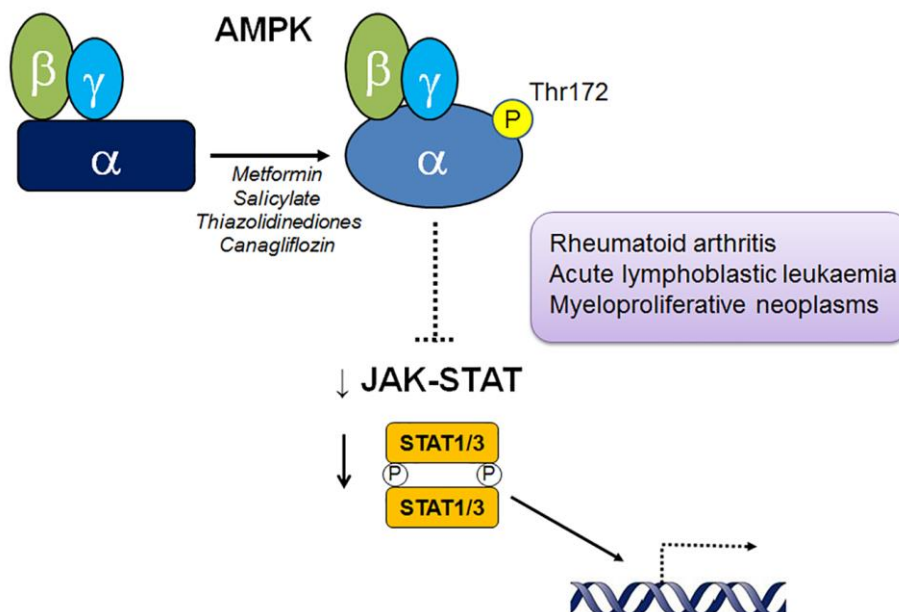 AMPK
β
γ
α
β
γ
α
P
Thr172
Metformin
Salicylate
Thiazolidinediones
Canagliflozin
Rheumatoid arthritis
Acute lymphoblastic leukaemia
Myeloproliferative neoplasms
↓ JAK-STAT
STAT1/3
P P
STAT1/3